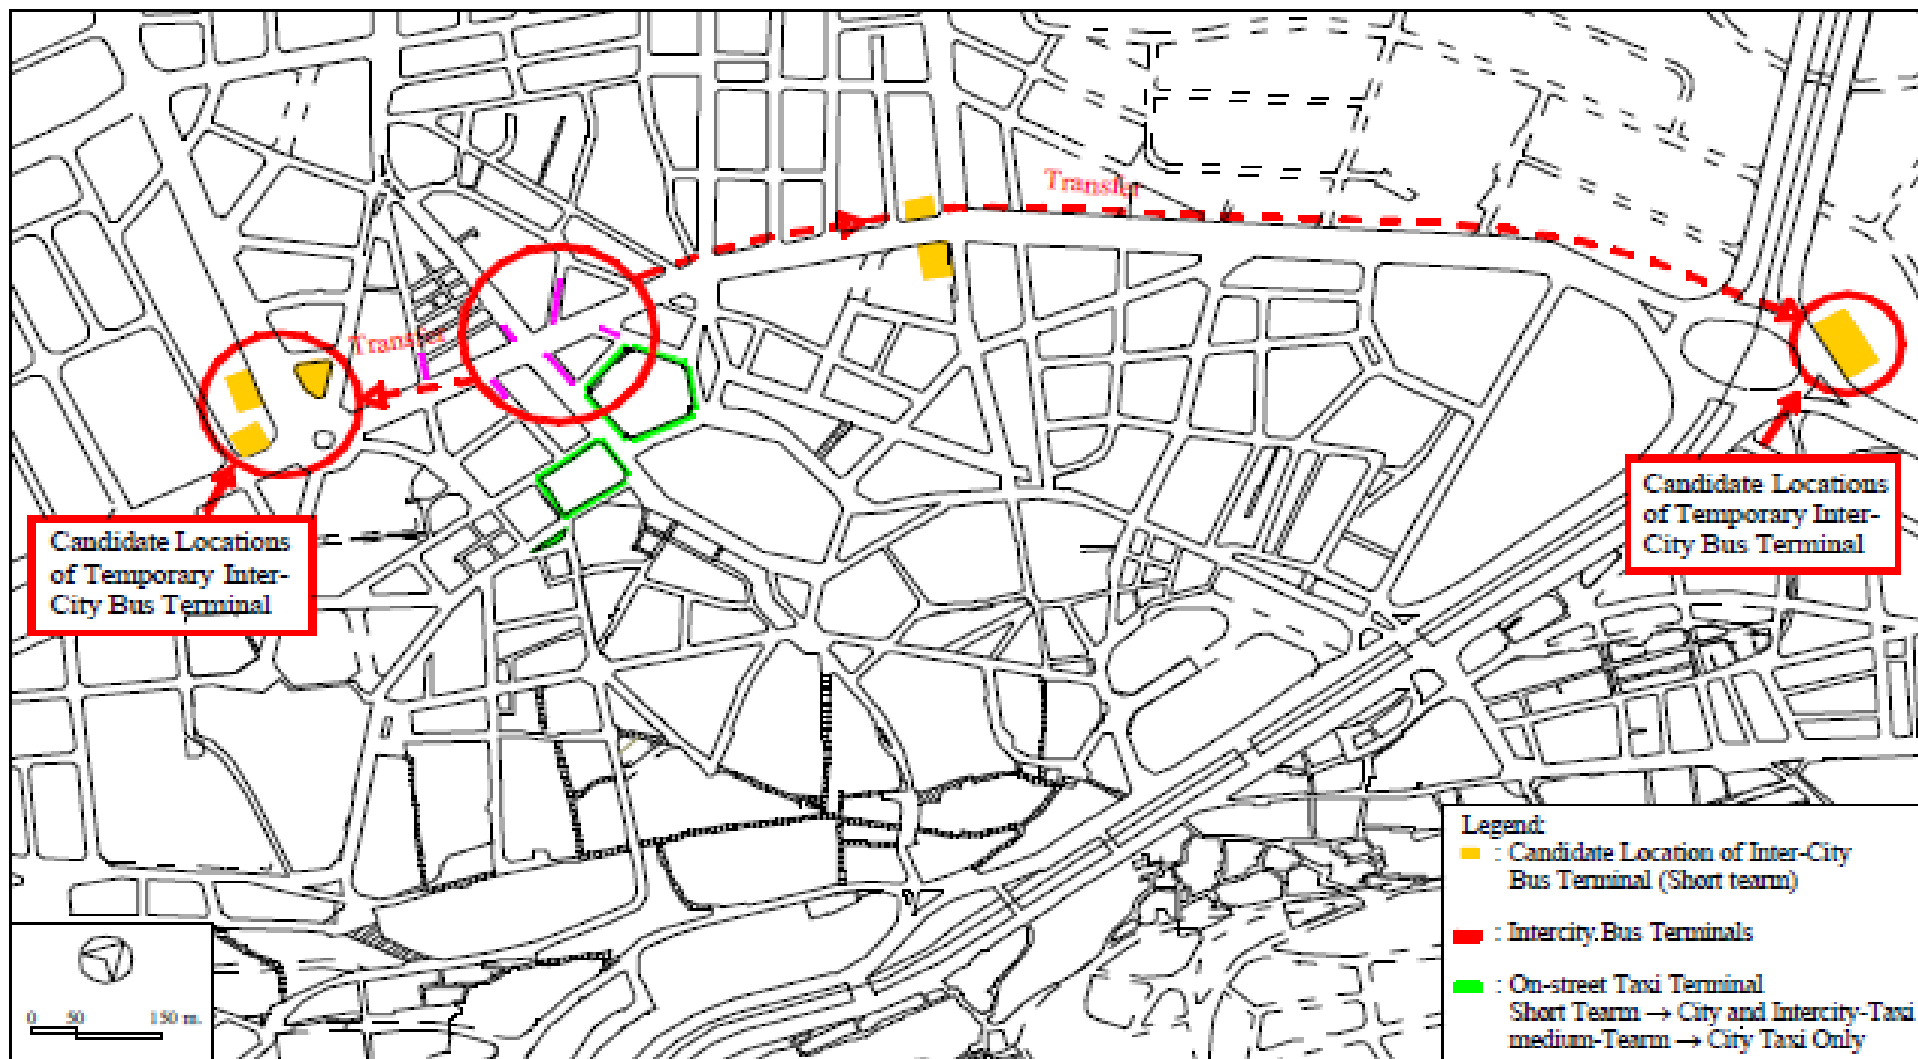 Transfer
Transfer
Candidate Locations
of Temporary Inter-
City Bus Terminal
Candidate Locations
of Temporary Inter-
City Bus Terminal
Legend:
: Candidate Location of Inter-City
Bus Terminal (Short tearm)
: Intercity.Bus Terminals
: On-street Taxi Terminal
Short Tearm → City and Intercity-Taxi
medium-Tearm → City Taxi Only
0 50 150 m.